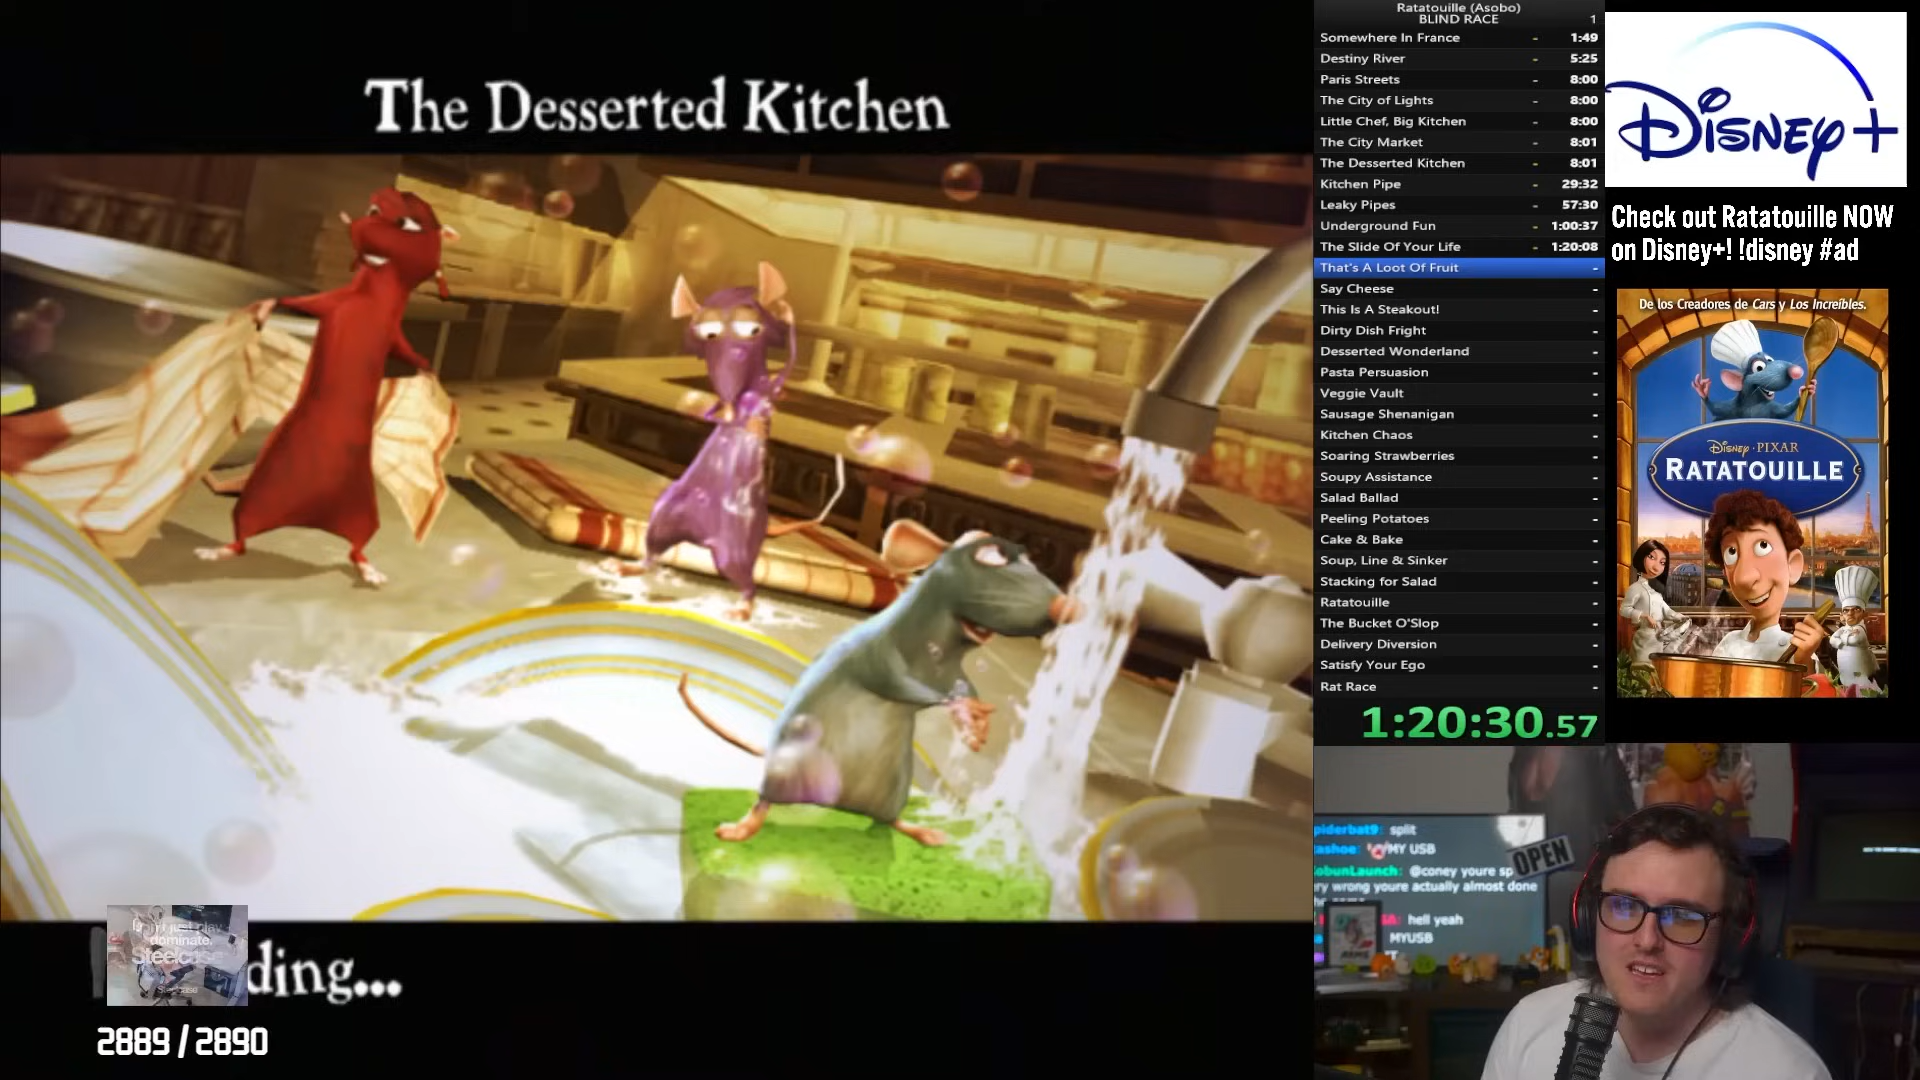 The Desserted Kitchen
ding...
I just play
dominate.
Steelcase
2889 / 2890
Ratatouille (Asobo)
BLIND RACE 1
Somewhere In France - 1:49
Destiny River - 5:25
Paris Streets - 8:00
The City of Lights - 8:00
Little Chef, Big Kitchen - 8:00
The City Market - 8:01
The Desserted Kitchen - 8:01
Kitchen Pipe - 29:32
Leaky Pipes - 57:30
Underground Fun - 1:00:37
The Slide Of Your Life - 1:20:08
That's A Loot Of Fruit -
Say Cheese -
This Is A Steakout! -
Dirty Dish Fright -
Desserted Wonderland -
Pasta Persuasion -
Veggie Vault -
Sausage Shenanigan -
Kitchen Chaos -
Soaring Strawberries -
Soupy Assistance -
Salad Ballad -
Peeling Potatoes -
Cake & Bake -
Soup, Line & Sinker -
Stacking for Salad -
Ratatouille -
The Bucket O'Slop -
Delivery Diversion -
Satisfy Your Ego -
Rat Race -
1:20:30.57
Disney+
Check out Ratatouille NOW
on Disney+! !disney #ad
De los Creadores de Cars y Los Increíbles.
Disney · PIXAR
RATATOUILLE
piderbat9: split
ashoe: MY USB
obunLaunch: @coney youre sp
ry wrong youre actually almost done
hell yeah
MYUSB
OPEN